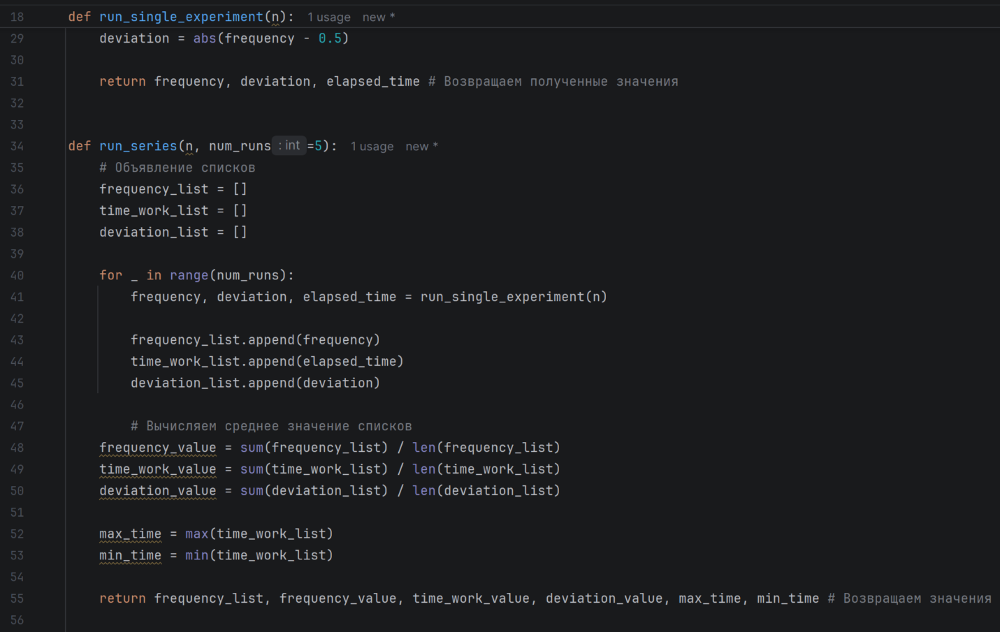 18 def run_single_experiment(n): 1 usage new *
29 deviation = abs(frequency - 0.5)
30
31 return frequency, deviation, elapsed_time # Возвращаем полученные значения
32
33
34 def run_series(n, num_runs : int =5): 1 usage new *
35 # Объявление списков
36 frequency_list = []
37 time_work_list = []
38 deviation_list = []
39
40 for _ in range(num_runs):
41 frequency, deviation, elapsed_time = run_single_experiment(n)
42
43 frequency_list.append(frequency)
44 time_work_list.append(elapsed_time)
45 deviation_list.append(deviation)
46
47 # Вычисляем среднее значение списков
48 frequency_value = sum(frequency_list) / len(frequency_list)
49 time_work_value = sum(time_work_list) / len(time_work_list)
50 deviation_value = sum(deviation_list) / len(deviation_list)
51
52 max_time = max(time_work_list)
53 min_time = min(time_work_list)
54
55 return frequency_list, frequency_value, time_work_value, deviation_value, max_time, min_time # Возвращаем значения
56